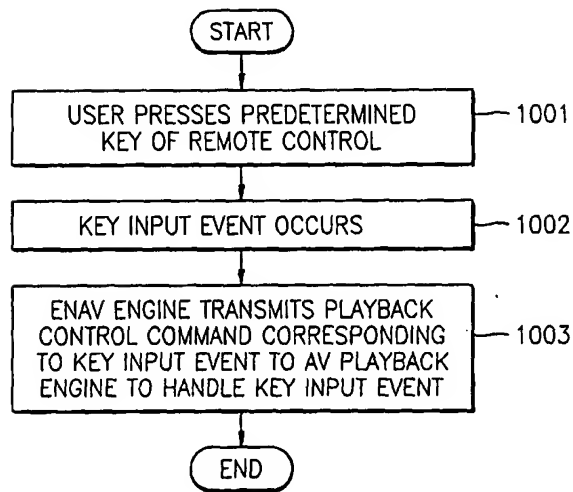 START
USER PRESSES PREDETERMINED
KEY OF REMOTE CONTROL
1001
KEY INPUT EVENT OCCURS
1002
ENAV ENGINE TRANSMITS PLAYBACK
CONTROL COMMAND CORRESPONDING
TO KEY INPUT EVENT TO AV PLAYBACK
ENGINE TO HANDLE KEY INPUT EVENT
1003
END